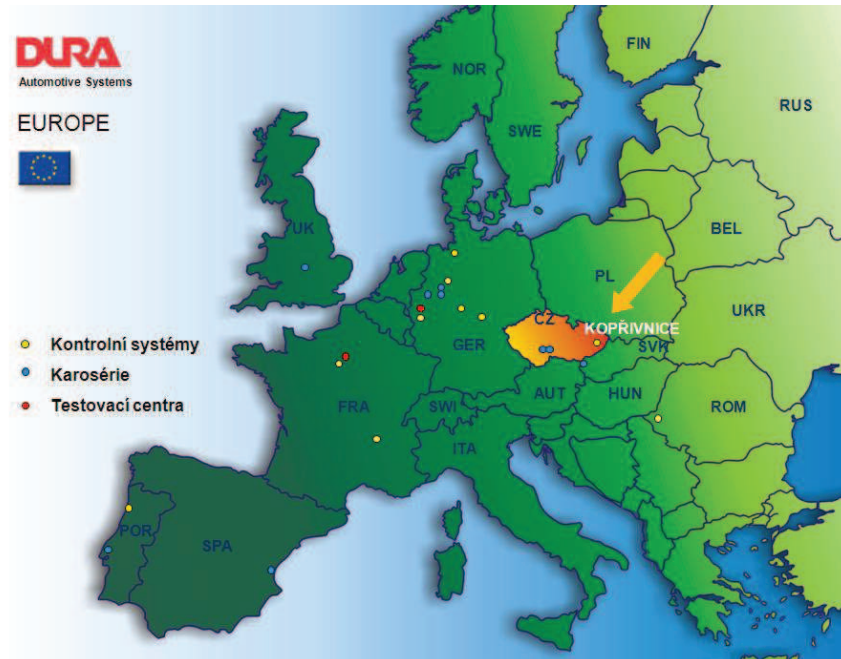 DURA
Automotive Systems
EUROPE
FIN
NOR
RUS
SWE
UK
BEL
PL
UKR
CZ
KOPŘIVNICE
Kontrolní systémy
GER
SVK
Karosérie
AUT
HUN
Testovací centra
FRA
SWI
ROM
ITA
POR
SPA